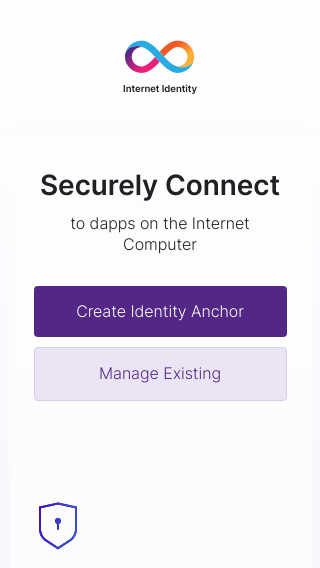 Internet Identity
Securely Connect
to dapps on the Internet
Computer
Create Identity Anchor
Manage Existing